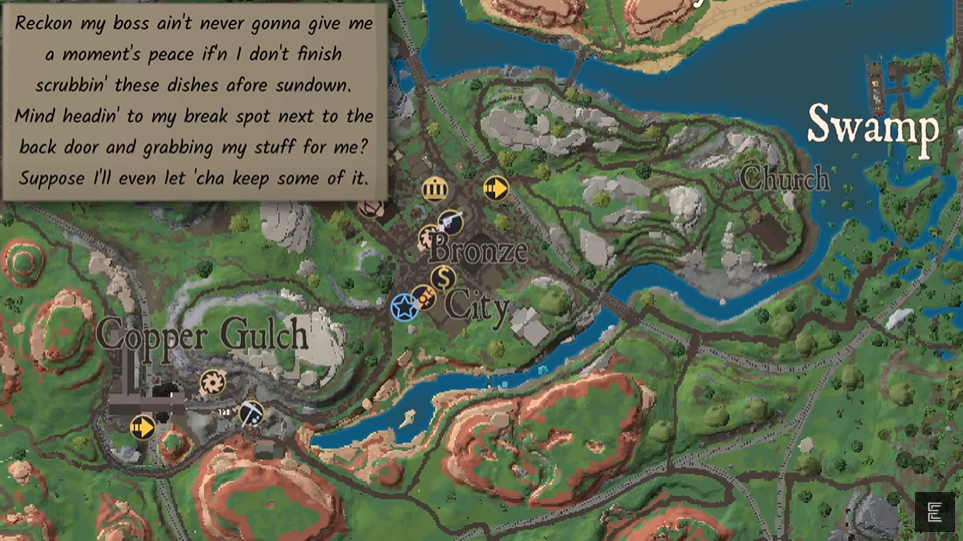 Reckon my boss ain't never gonna give me
a moment's peace if'n I don't finish
scrubbin' these dishes afore sundown.
Mind headin' to my break spot next to the
back door and grabbing my stuff for me?
Suppose I'll even let 'cha keep some of it.
Swamp
Church
Bronze
City
Copper Gulch